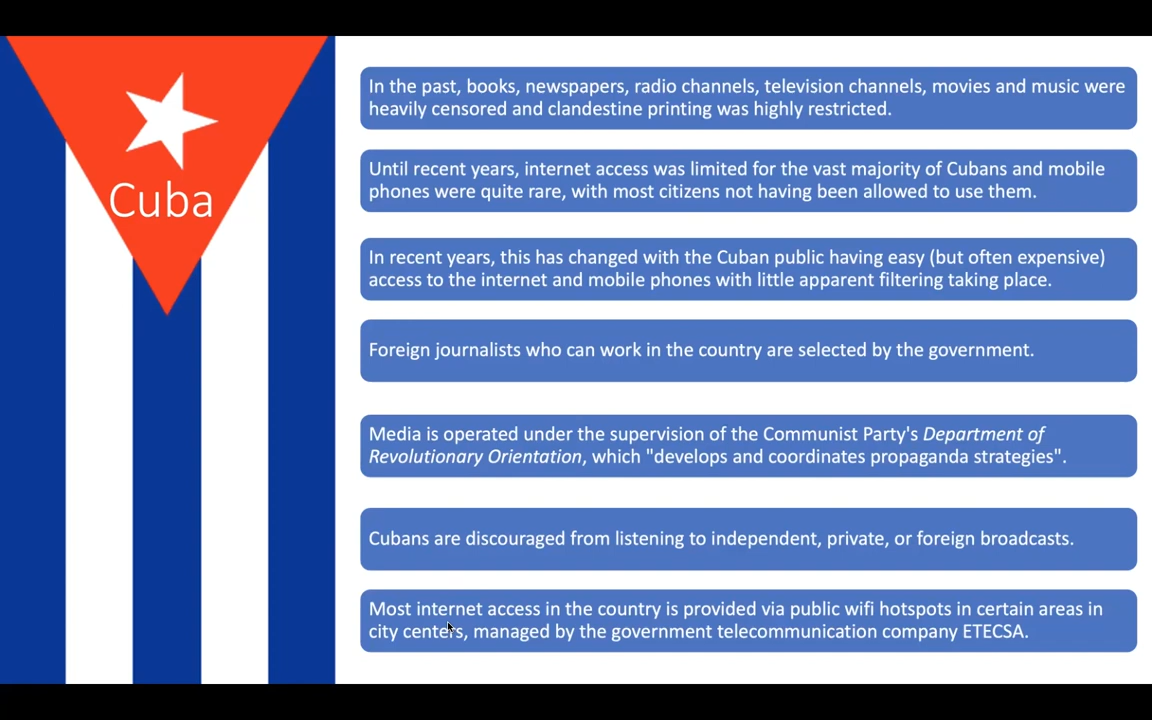 Cuba
In the past, books, newspapers, radio channels, television channels, movies and music were
heavily censored and clandestine printing was highly restricted.
Until recent years, internet access was limited for the vast majority of Cubans and mobile
phones were quite rare, with most citizens not having been allowed to use them.
In recent years, this has changed with the Cuban public having easy (but often expensive)
access to the internet and mobile phones with little apparent filtering taking place.
Foreign journalists who can work in the country are selected by the government.
Media is operated under the supervision of the Communist Party's Department of
Revolutionary Orientation, which "develops and coordinates propaganda strategies".
Cubans are discouraged from listening to independent, private, or foreign broadcasts.
Most internet access in the country is provided via public wifi hotspots in certain areas in
city centers, managed by the government telecommunication company ETECSA.